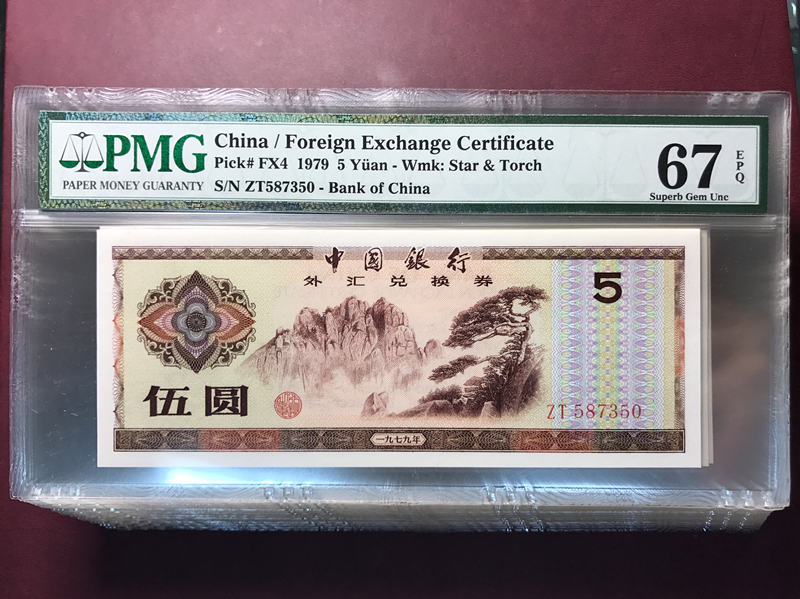 PMG
PAPER MONEY GUARANTY
China / Foreign Exchange Certificate
Pick# FX4 1979 5 Yüan - Wmk: Star & Torch
S/N ZT587350 - Bank of China
67
EPQ
Superb Gem Unc
中國銀行
外汇兑换券
5
伍圆
ZT 587350
一九七九年